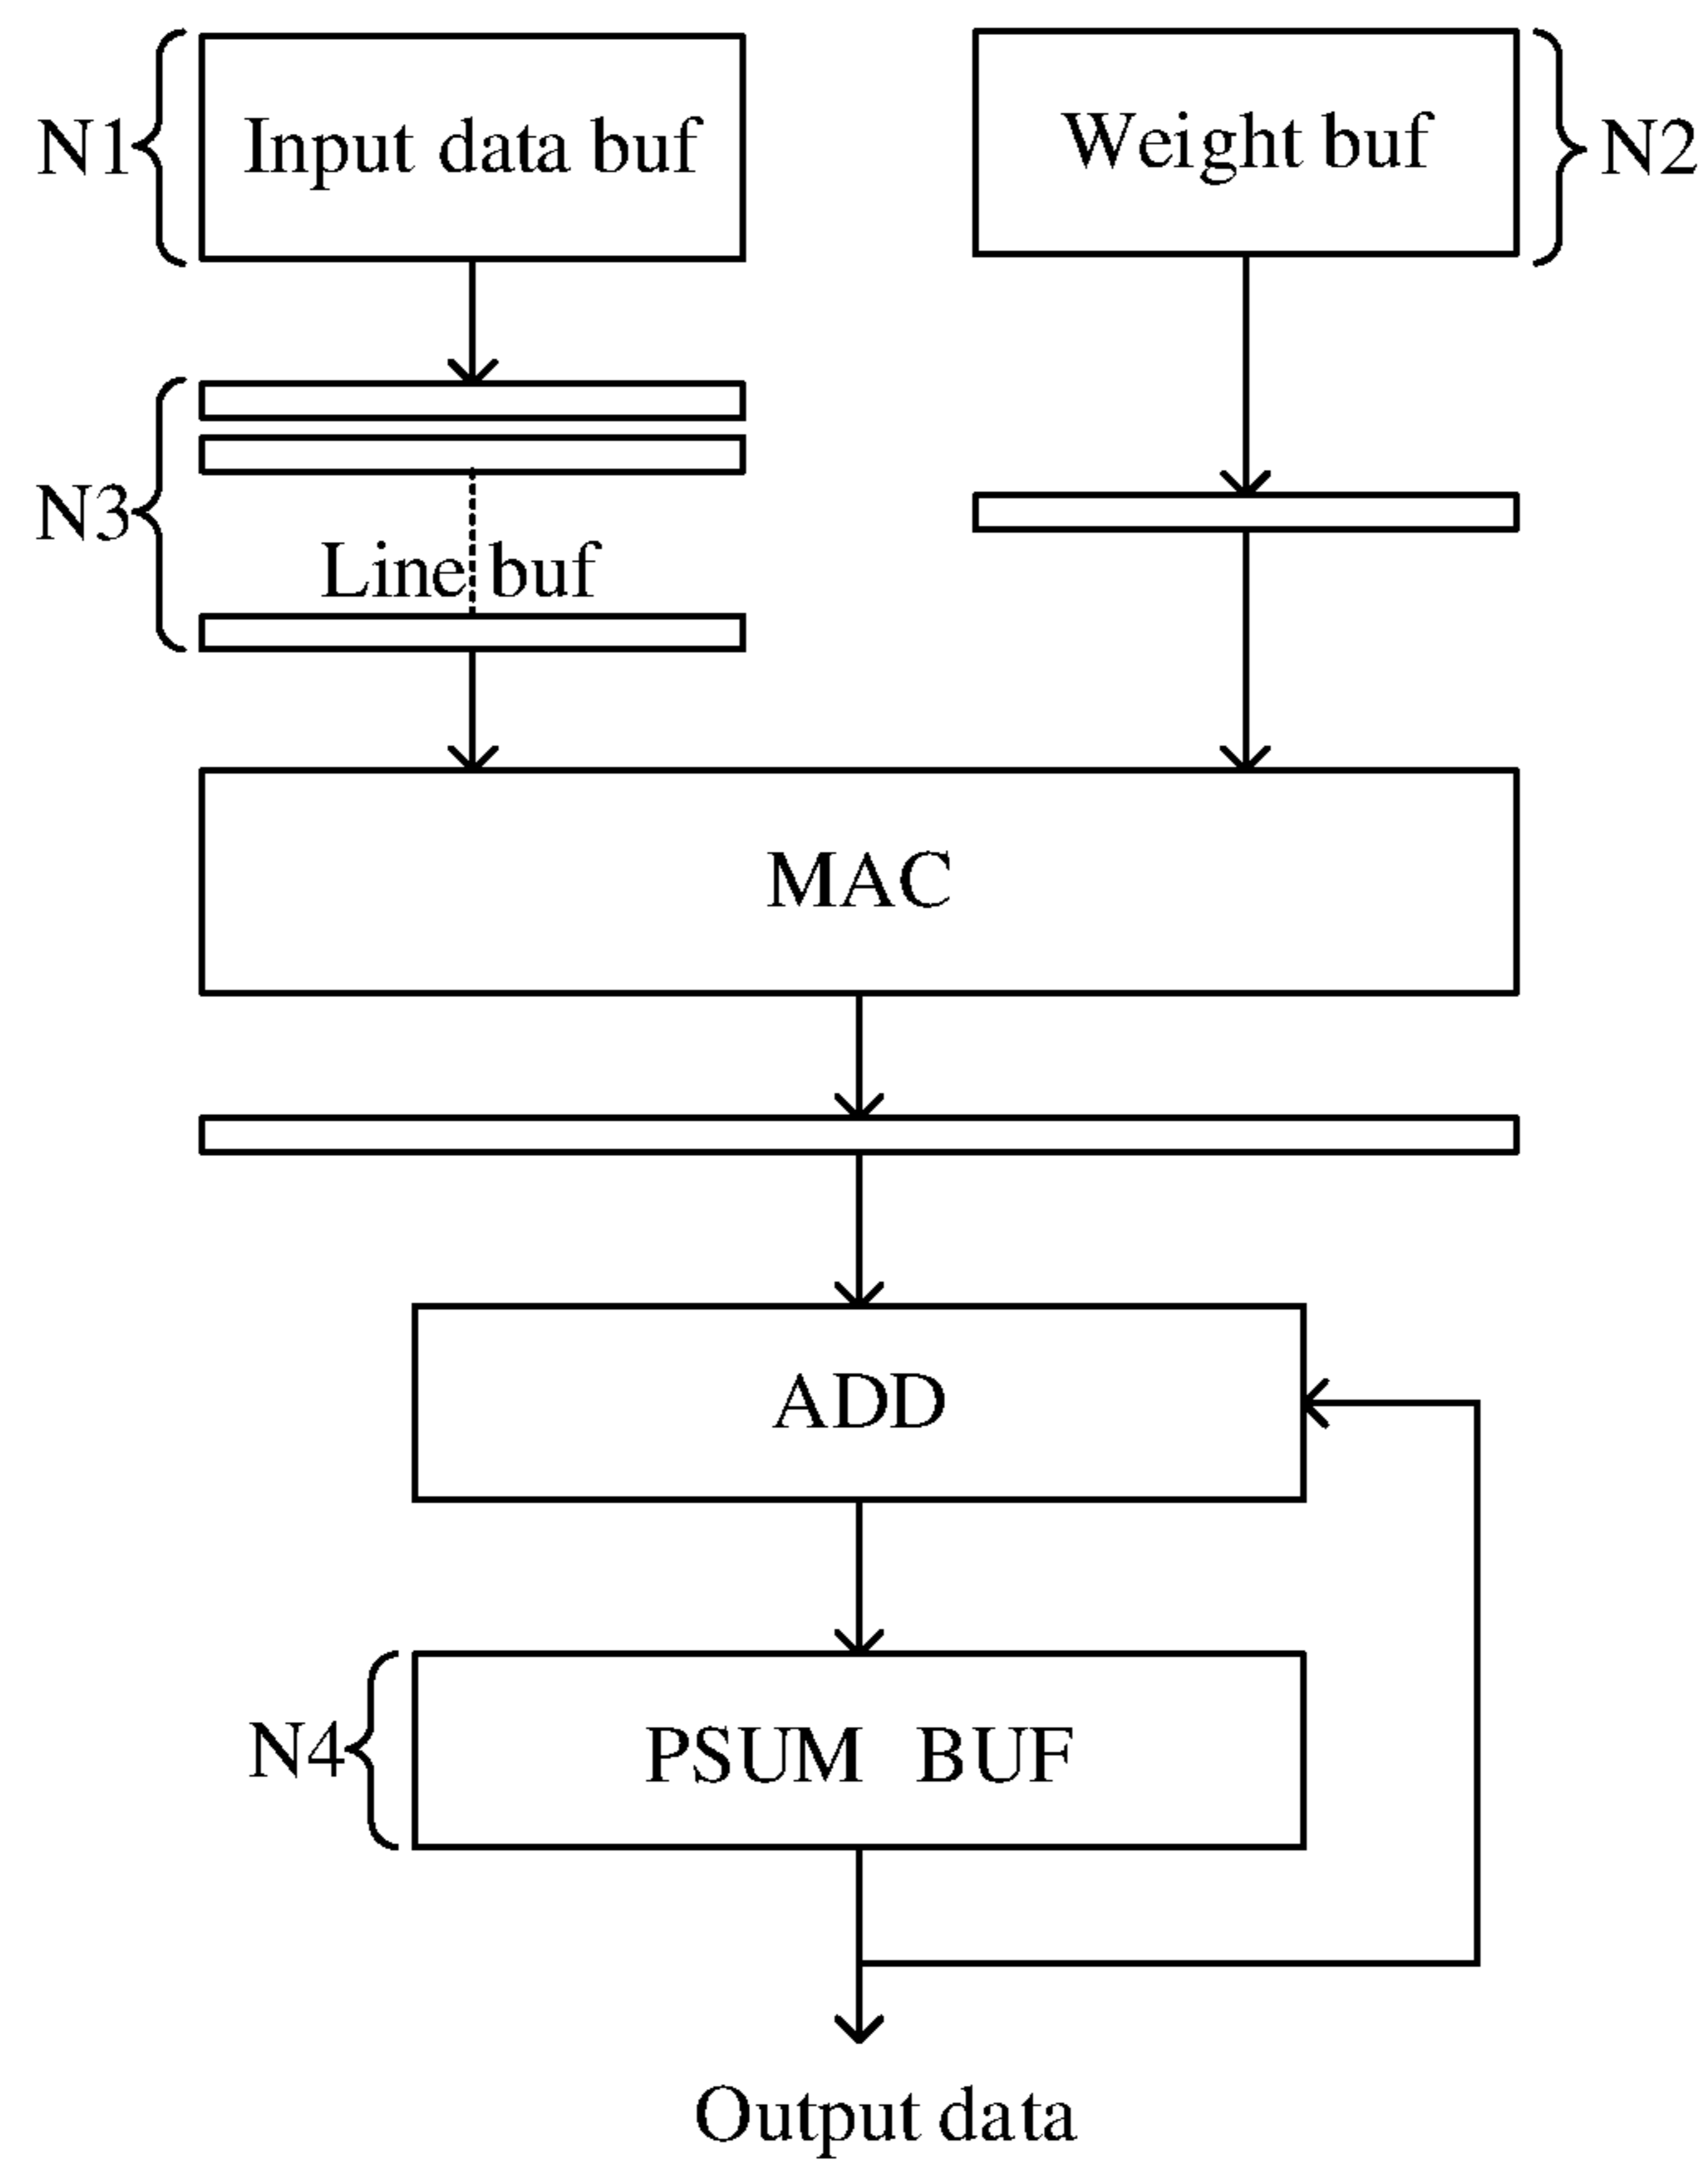 N1
Input data buf
Weight buf
N2
N3
Line buf
MAC
ADD
N4
PSUM BUF
Output data